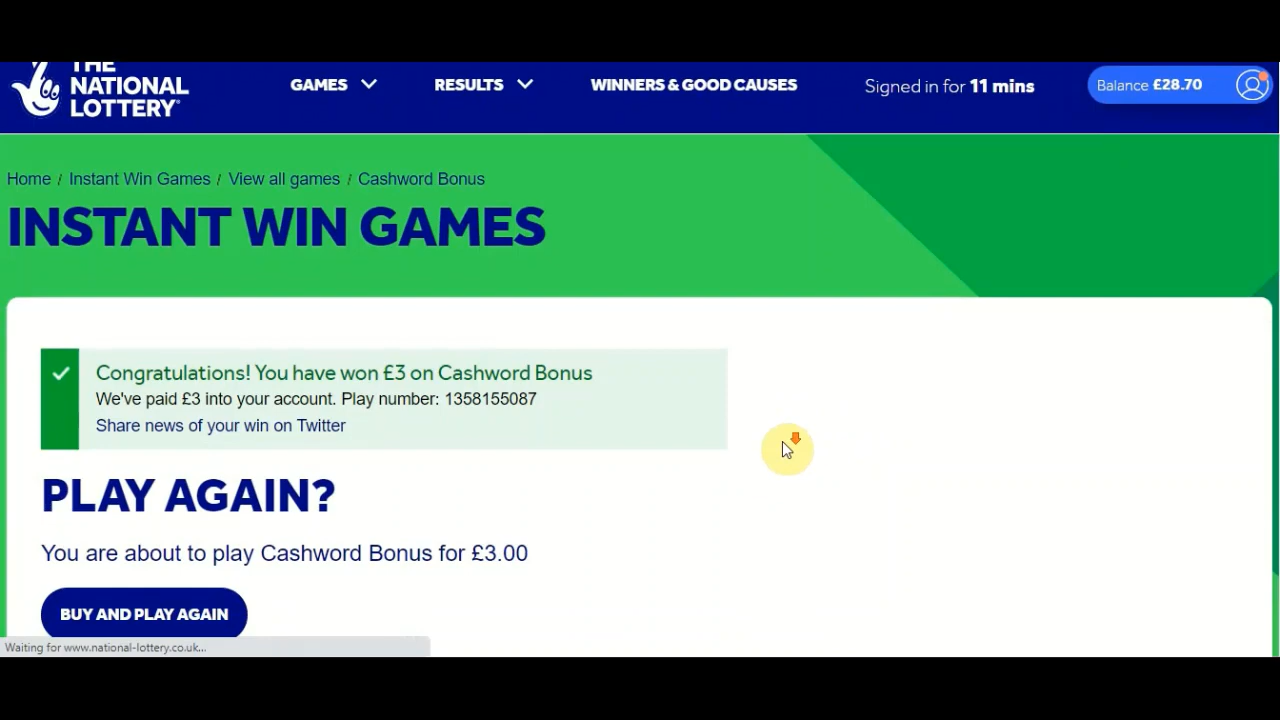 THE
NATIONAL
LOTTERY®
GAMES
RESULTS
WINNERS & GOOD CAUSES
Signed in for 11 mins
Balance £28.70
Home / Instant Win Games / View all games / Cashword Bonus
INSTANT WIN GAMES
Congratulations! You have won £3 on Cashword Bonus
We've paid £3 into your account. Play number: 1358155087
Share news of your win on Twitter
PLAY AGAIN?
You are about to play Cashword Bonus for £3.00
BUY AND PLAY AGAIN
Waiting for www.national-lottery.co.uk...